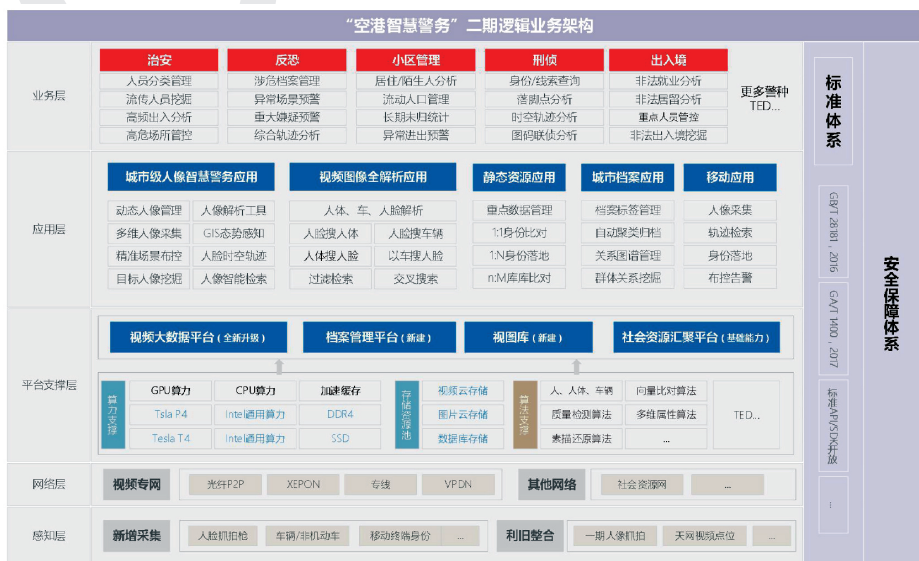 “空港智慧警务”二期逻辑业务架构
业务层
治安
人员分类管理
流传人员挖掘
高频出入分析
高危场所管控
反恐
涉危档案管理
异常场景预警
重大嫌疑预警
综合轨迹分析
小区管理
居住/陌生人分析
流动人口管理
长期未归统计
异常进出预警
刑侦
身份/线索查询
落脚点分析
时空轨迹分析
图码联侦分析
出入境
非法就业分析
非法居留分析
重点人员管控
非法出入境挖掘
更多警种
TED...
应用层
城市级人像智慧警务应用
动态人像管理 人像解析工具
多维人像采集 GIS态势感知
精准场景布控 人脸时空轨迹
目标人像挖掘 人像智能检索
视频图像全解析应用
人体、车、人脸解析
人脸搜人体 人脸搜车辆
人体搜人脸 以车搜人脸
过滤检索 交叉搜索
静态资源应用
重点数据管理
1:1身份比对
1:N身份落地
n:M库库比对
城市档案应用
档案标签管理
自动聚类归档
关系图谱管理
群体关系挖掘
移动应用
人像采集
轨迹检索
身份落地
布控告警
平台支撑层
视频大数据平台(全新升级)
档案管理平台(新建)
视图库(新建)
社会资源汇聚平台(基础能力)
算力支撑
GPU算力 CPU算力 加速缓存
Tsla P4 Intel通用算力 DDR4
Tesla T4 Intel通用算力 SSD
存储资源池
视频云存储
图片云存储
数据库存储
算法支撑
人、人体、车辆 向量比对算法
质量检测算法 多维属性算法
素描还原算法 ...
TED...
网络层
视频专网
光纤P2P XEPON 专线 VPDN
其他网络
社会资源网 ...
感知层
新增采集
人脸抓拍枪 车辆/非机动车 移动终端身份 ...
利旧整合
一期人像抓拍 天网视频点位 ...
标准体系
GB/T 28181，2016
GA/T 1400，2017
标准API/SDK开放
...
安全保障体系